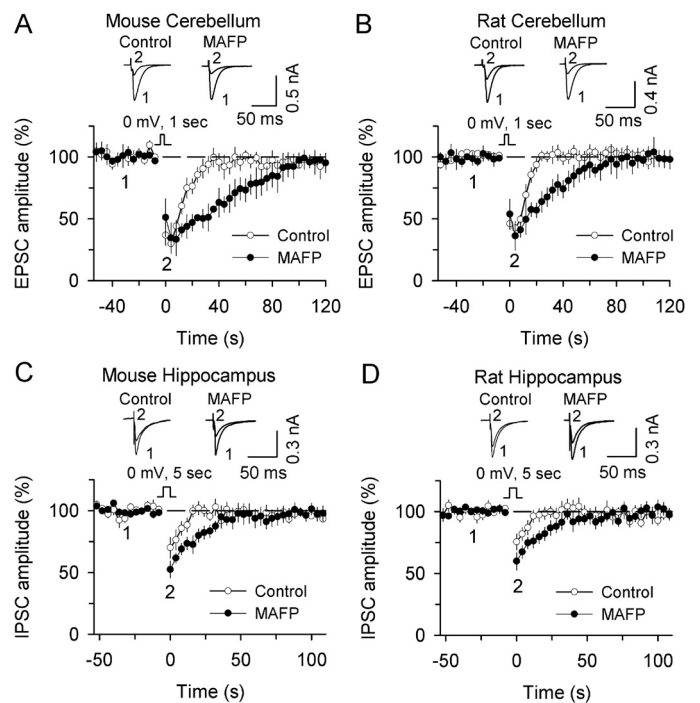 A
Mouse Cerebellum
Control MAFP
2 2
1 1
0.5 nA
50 ms
0 mV, 1 sec
EPSC amplitude (%)
100
50
0
1
2
Control
MAFP
-40 0 40 80 120
Time (s)
B
Rat Cerebellum
Control MAFP
2 2
1 1
0.4 nA
50 ms
0 mV, 1 sec
EPSC amplitude (%)
100
50
0
1
2
Control
MAFP
-40 0 40 80 120
Time (s)
C
Mouse Hippocampus
Control MAFP
2 2
1 1
0.3 nA
50 ms
0 mV, 5 sec
IPSC amplitude (%)
100
50
0
1
2
Control
MAFP
-50 0 50 100
Time (s)
D
Rat Hippocampus
Control MAFP
2 2
1 1
0.3 nA
50 ms
0 mV, 5 sec
IPSC amplitude (%)
100
50
0
1
2
Control
MAFP
-50 0 50 100
Time (s)